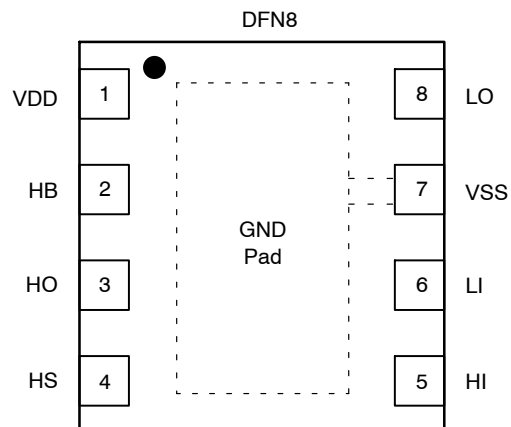 DFN8
VDD 1 8 LO
HB 2 7 VSS
GND
Pad
HO 3 6 LI
HS 4 5 HI